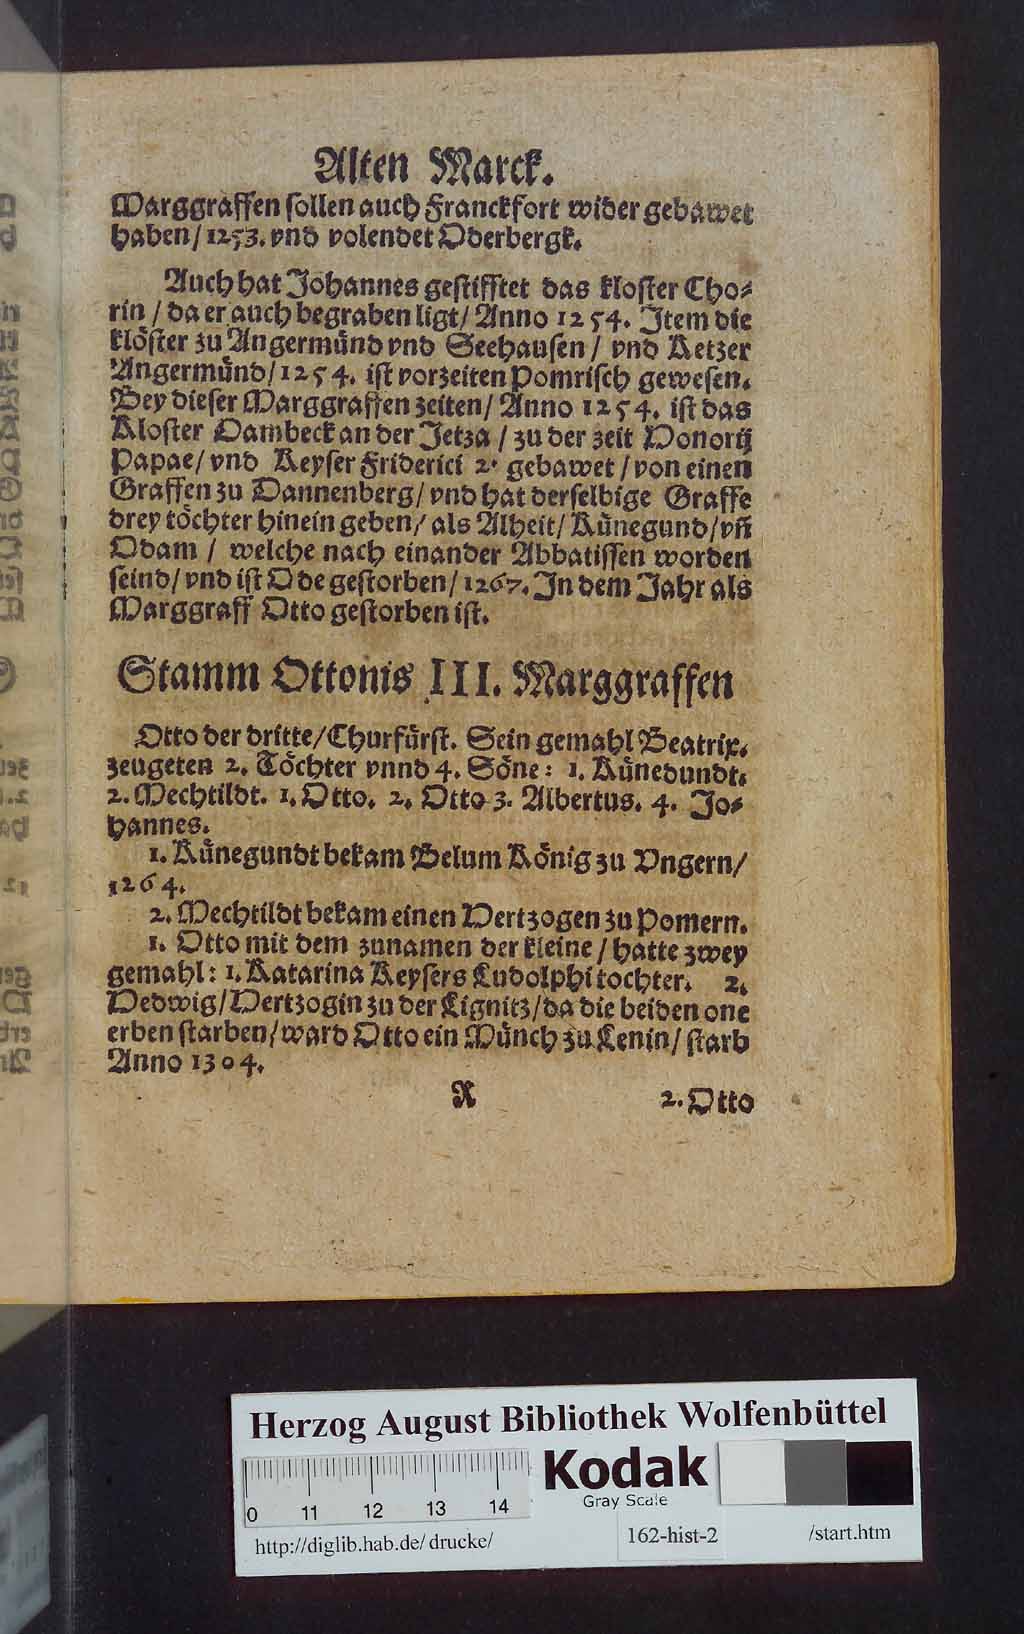 Alten Marck.
Marggraffen sollen auch Franckfort wider gebawet
haben/ 1253. vnd volendet Oderbergk.
Auch hat Johannes gestifftet das kloster Cho⸗
rin / da er auch begraben ligt/ Anno 1254. Item die
klöster zu Angermünd vnd Seehausen / vnd Ketzer
Angermünd/ 1254. ist vorzeiten Pomrisch gewesen.
Bey dieser Marggraffen zeiten/ Anno 1254. ist das
Kloster Dambeck an der Jetza / zu der zeit Honorij
Papae/ vnd Keyser Friderici 2. gebawet / von einen
Graffen zu Dannenberg/ vnd hat derselbige Graffe
drey töchter hinein geben/ als Alheit/ Künegund/ vn̄
Odam / welche nach einander Abbatissen worden
seind/ vnd ist Ode gestorben/ 1267. In dem Jahr als
Marggraff Otto gestorben ist.
Stamm Ottonis III. Marggraffen
Otto der dritte/ Churfürst. Sein gemahl Beatrix.
zeugeten 2. Töchter vnnd 4. Söne: 1. Künedundt.
2. Mechtildt. 1. Otto. 2. Otto 3. Albertus. 4. Jo⸗
hannes.
1. Künegundt bekam Belum König zu Vngern/
1264.
2. Mechtildt bekam einen Hertzogen zu Pomern.
1. Otto mit dem zunamen der kleine / hatte zwey
gemahl: 1. Katarina Keysers Ludolphi tochter. 2.
Hedwig/ Hertzogin zu der Lignitz/ da die beiden one
erben starben/ ward Otto ein Münch zu Lenin/ starb
Anno 1304.
R 2. Otto
Herzog August Bibliothek Wolfenbüttel
0 11 12 13 14
Kodak
Gray Scale
http://diglib.hab.de/drucke/ 162-hist-2 /start.htm